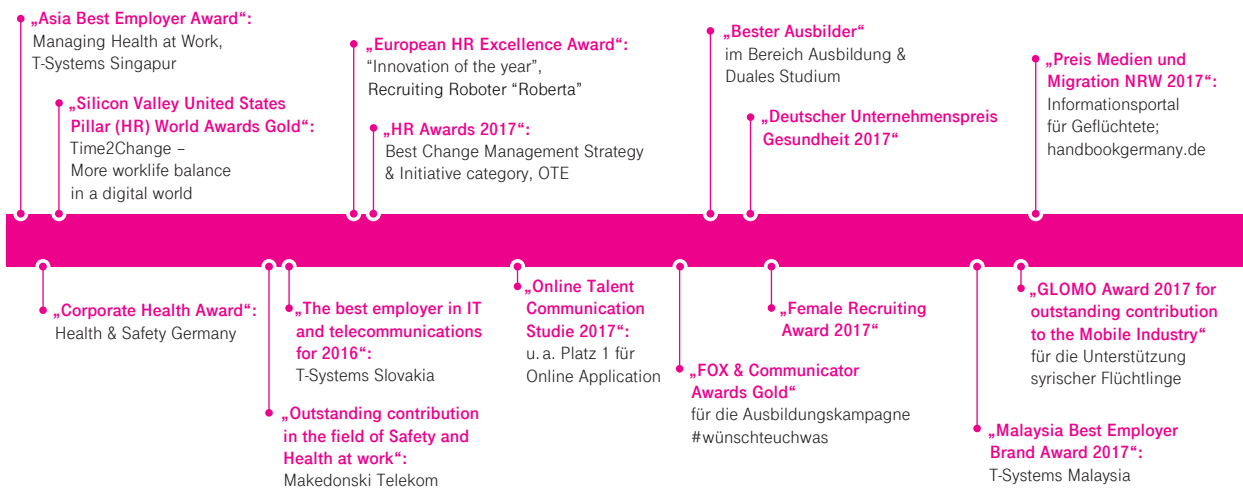 „Asia Best Employer Award“:
Managing Health at Work,
T-Systems Singapur
„Silicon Valley United States
Pillar (HR) World Awards Gold“:
Time2Change –
More worklife balance
in a digital world
„European HR Excellence Award“:
“Innovation of the year”,
Recruiting Roboter “Roberta”
„HR Awards 2017“:
Best Change Management Strategy
& Initiative category, OTE
„Bester Ausbilder“
im Bereich Ausbildung &
Duales Studium
„Deutscher Unternehmenspreis
Gesundheit 2017“
„Preis Medien und
Migration NRW 2017“:
Informationsportal
für Geflüchtete;
handbookgermany.de
„Corporate Health Award“:
Health & Safety Germany
„Outstanding contribution
in the field of Safety and
Health at work“:
Makedonski Telekom
„The best employer in IT
and telecommunications
for 2016“:
T-Systems Slovakia
„Online Talent
Communication
Studie 2017“:
u. a. Platz 1 für
Online Application
„FOX & Communicator
Awards Gold“
für die Ausbildungskampagne
#wünschteuchwas
„Female Recruiting
Award 2017“
„Malaysia Best Employer
Brand Award 2017“:
T-Systems Malaysia
„GLOMO Award 2017 for
outstanding contribution
to the Mobile Industry“
für die Unterstützung
syrischer Flüchtlinge